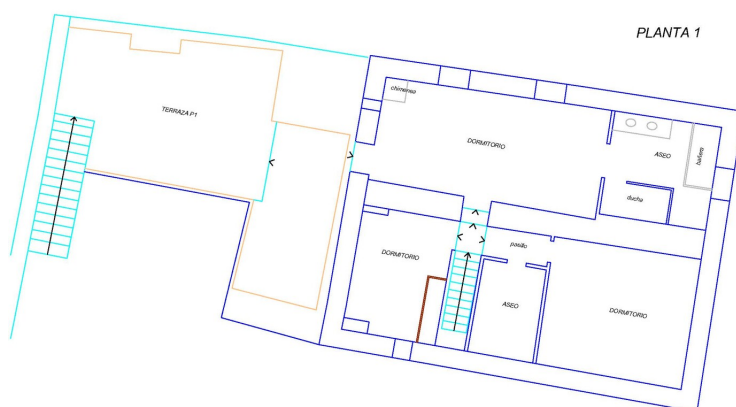 PLANTA 1
chimenea
TERRAZA P1
DORMITORIO
ASEO
bañera
ducha
DORMITORIO
pasillo
ASEO
DORMITORIO